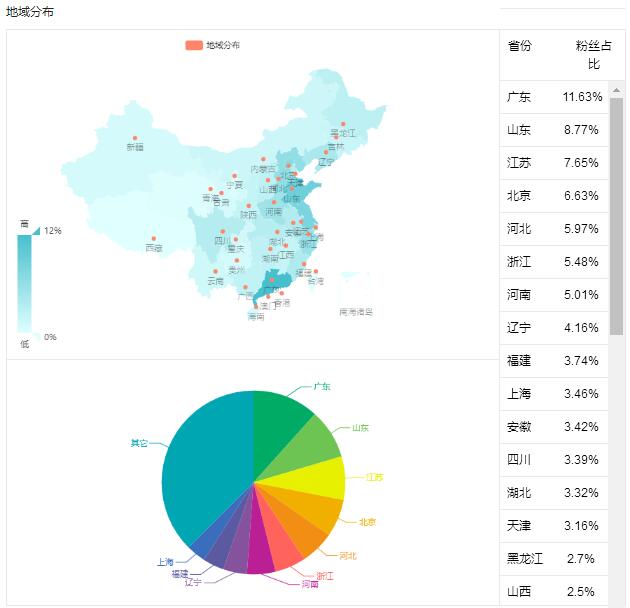 地域分布
地域分布
黑龙江
吉林
新疆
辽宁
内蒙古
北京
天津
宁夏
山西
河北
青海
甘肃
山东
陕西
河南
高
12%
四川
安徽
江苏
上海
西藏
重庆
湖北
浙江
湖南
江西
贵州
云南
福建
台湾
广西
广东
澳门
香港
海南
南海诸岛
0%
低
广东
山东
江苏
北京
河北
浙江
河南
辽宁
福建
上海
其它
省份 粉丝占
比
广东 11.63%
山东 8.77%
江苏 7.65%
北京 6.63%
河北 5.97%
浙江 5.48%
河南 5.01%
辽宁 4.16%
福建 3.74%
上海 3.46%
安徽 3.42%
四川 3.39%
湖北 3.32%
天津 3.16%
黑龙江 2.7%
山西 2.5%